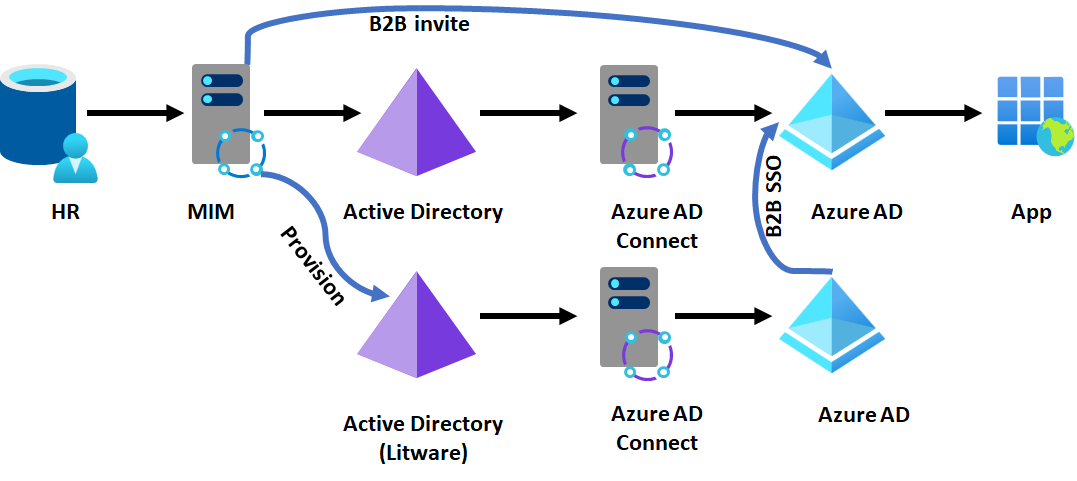 B2B invite
HR
MIM
Active Directory
Azure AD
Connect
Azure AD
App
B2B SSO
Provision
Active Directory
(Litware)
Azure AD
Connect
Azure AD